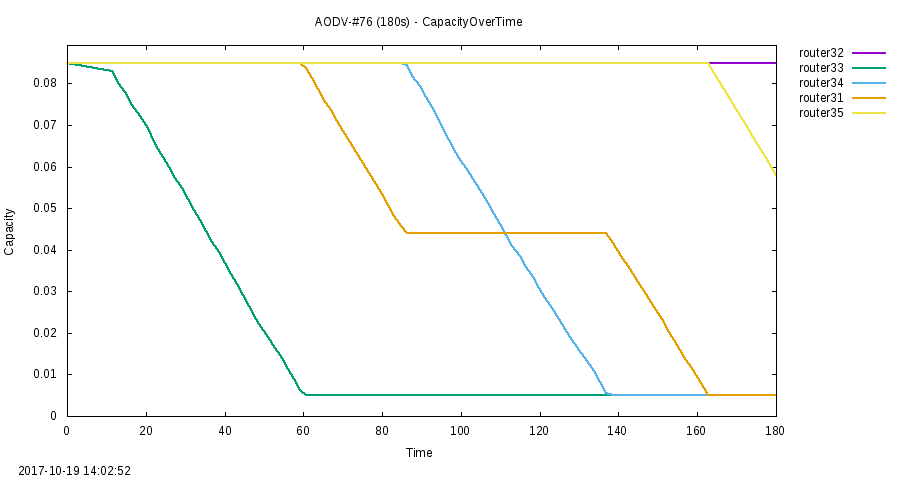 AODV-#76 (180s) - CapacityOverTime
router32
router33
router34
router31
router35
0.08
0.07
0.06
0.05
0.04
0.03
0.02
0.01
0
Capacity
0 20 40 60 80 100 120 140 160 180
Time
2017-10-19 14:02:52